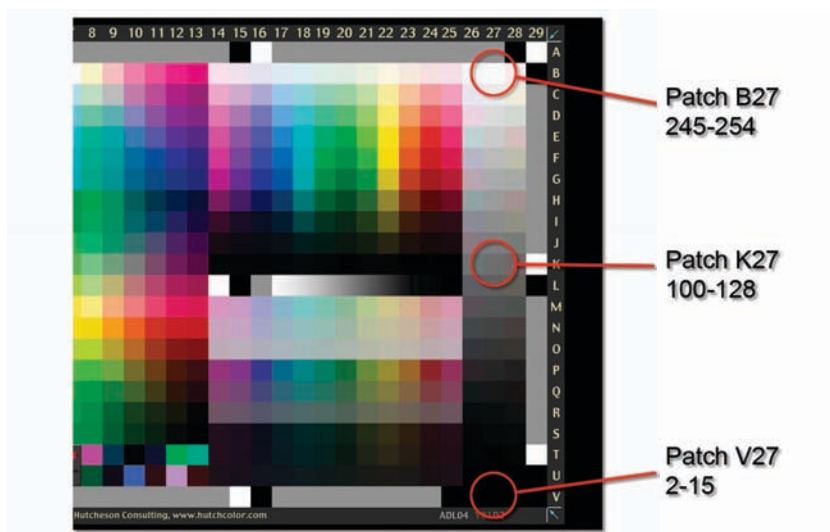 8 9 10 11 12 13 14 15 16 17 18 19 20 21 22 23 24 25 26 27 28 29
A
B
C
D
E
F
G
H
I
J
K
L
M
N
O
P
Q
R
S
T
U
V
Patch B27
245-254
Patch K27
100-128
Patch V27
2-15
Hutcheson Consulting, www.hutchcolor.com ADL04